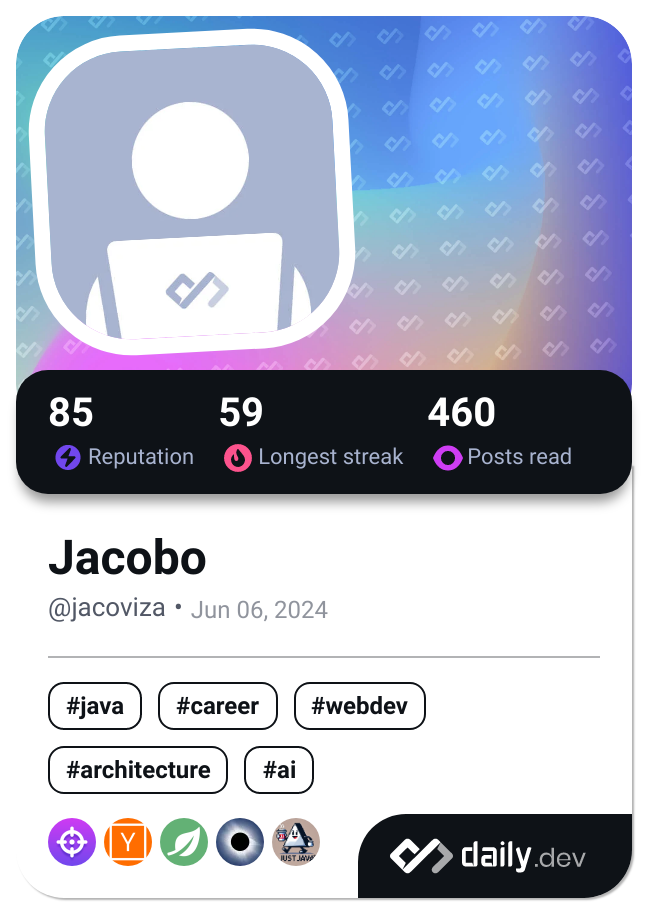 85 59 460
Reputation Longest streak Posts read
Jacobo
@jacoviza • Jun 06, 2024
#java #career #webdev
#architecture #ai
Y JUST JAVA
daily.dev